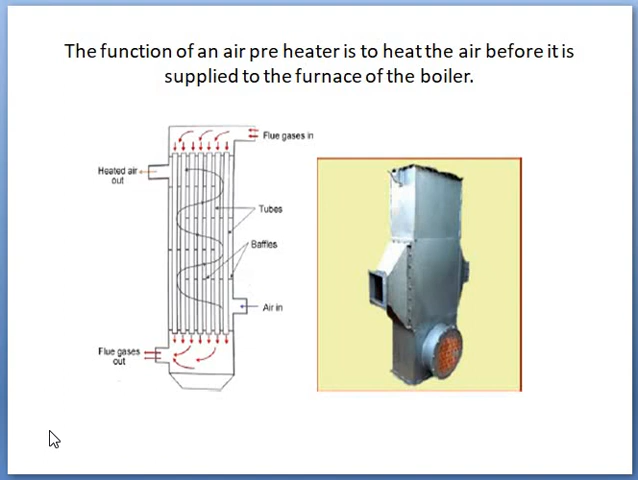 The function of an air pre heater is to heat the air before it is
supplied to the furnace of the boiler.
Flue gases in
Heated air
out
Tubes
Baffles
Air in
Flue gases
out